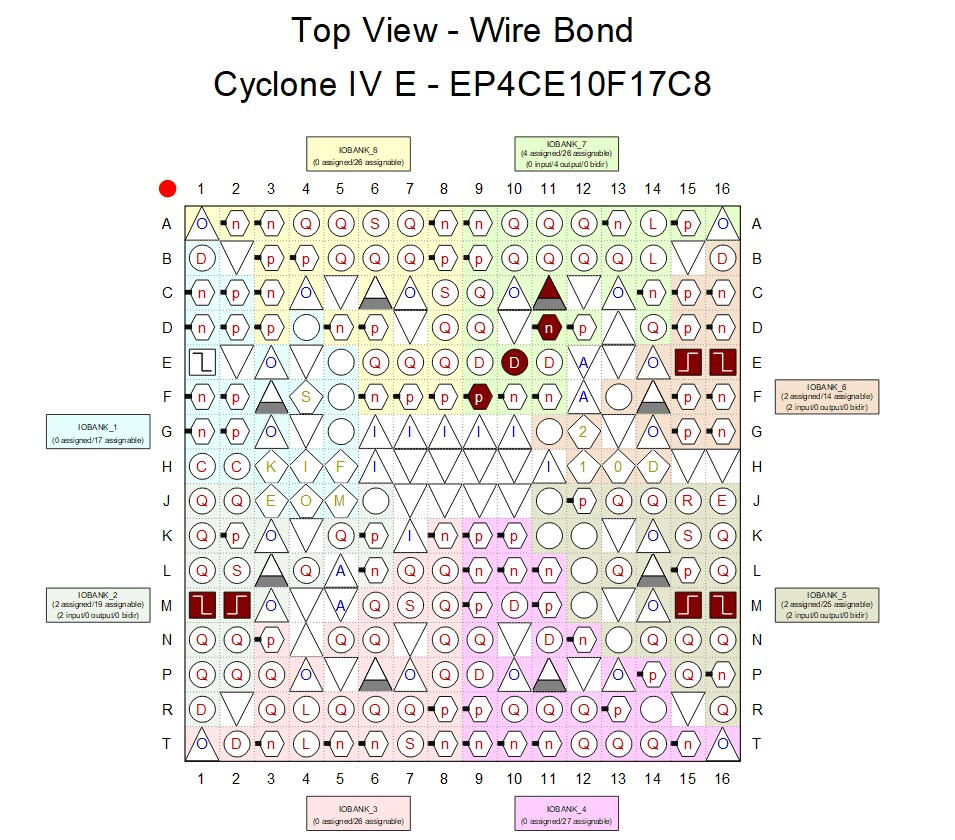 Top View - Wire Bond
Cyclone IV E - EP4CE10F17C8
IOBANK_8
(0 assigned/26 assignable)
IOBANK_7
(4 assigned/26 assignable)
(0 input/4 output/0 bidir)
1 2 3 4 5 6 7 8 9 10 11 12 13 14 15 16
A O n n Q Q S Q n n Q Q Q n L p O A
B D p p Q Q Q p p Q Q Q Q L D B
C n p n O O S Q O O n p n C
D n p p n p Q Q n p Q p n D
E O Q Q Q D D D A O E
F n p S n p p p n n A p n F
IOBANK_6
(2 assigned/14 assignable)
(2 input/0 output/0 bidir)
IOBANK_1
(0 assigned/17 assignable)
G n p O I I I I I 2 O p n G
H C C K I F I I 1 0 D H
J Q Q E O M p Q Q R E J
K Q p O Q p I n p p O S Q K
L Q S Q A n Q Q n n n Q p Q L
IOBANK_2
(2 assigned/19 assignable)
(2 input/0 output/0 bidir)
M O A Q S Q p D p O M
IOBANK_5
(2 assigned/25 assignable)
(2 input/0 output/0 bidir)
N Q Q p Q Q Q Q D n Q Q Q N
P Q Q Q O O Q D O O p Q n P
R D Q L Q Q Q p p Q Q Q p Q R
T O D n L n n S n n n n Q Q Q n O T
1 2 3 4 5 6 7 8 9 10 11 12 13 14 15 16
IOBANK_3
(0 assigned/26 assignable)
IOBANK_4
(0 assigned/27 assignable)